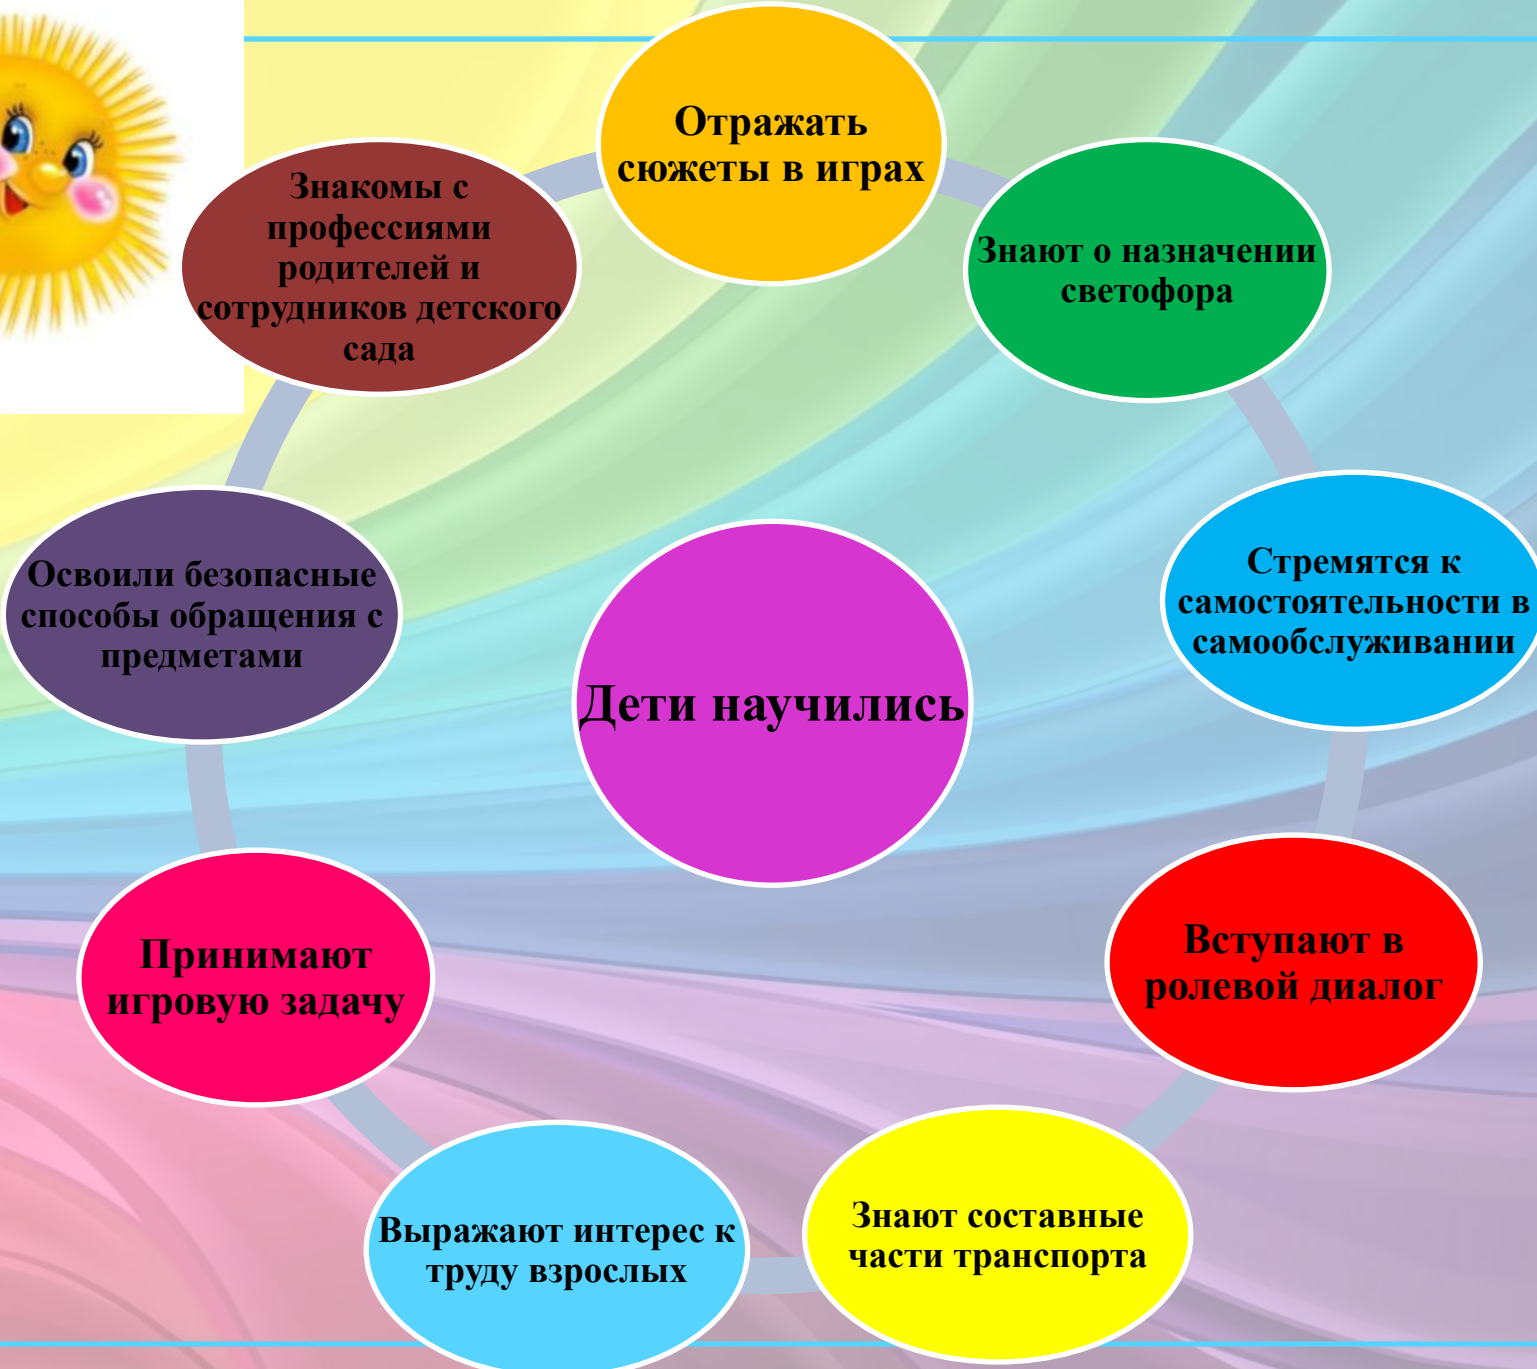 Отражать
сюжеты в играх
Знают о назначении
светофора
Стремятся к
самостоятельности в
самообслуживании
Вступают в
ролевой диалог
Знают составные
части транспорта
Выражают интерес к
труду взрослых
Принимают
игровую задачу
Освоили безопасные
способы обращения с
предметами
Знакомы с
профессиями
родителей и
сотрудников детского
сада
Дети научились